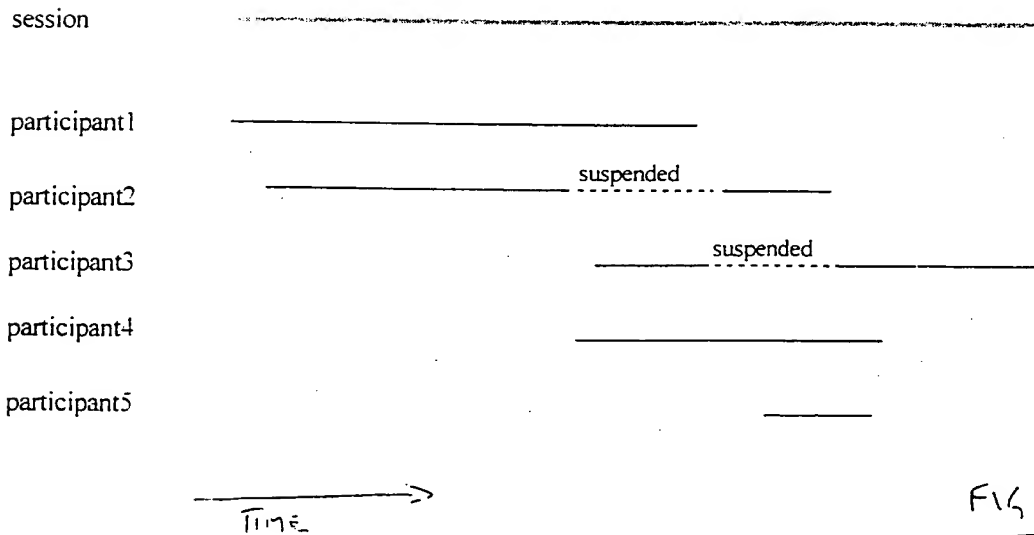 session
participant1
participant2
suspended
participant3
suspended
participant4
participant5
TIME
FIG